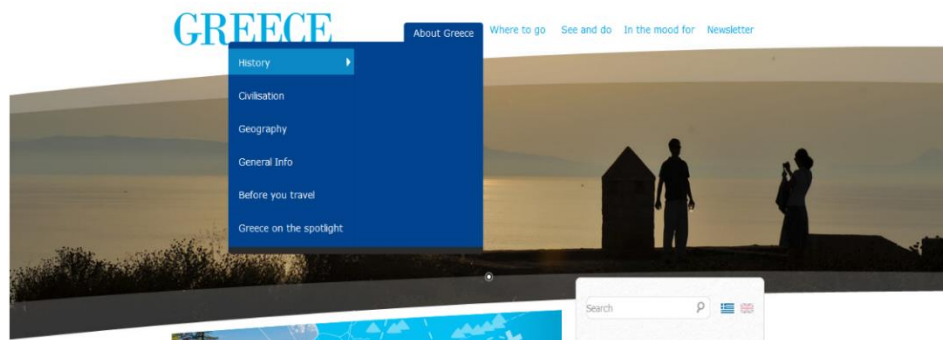 GREECE
About Greece
Where to go
See and do
In the mood for
Newsletter
History
Civilisation
Geography
General Info
Before you travel
Greece on the spotlight
Search